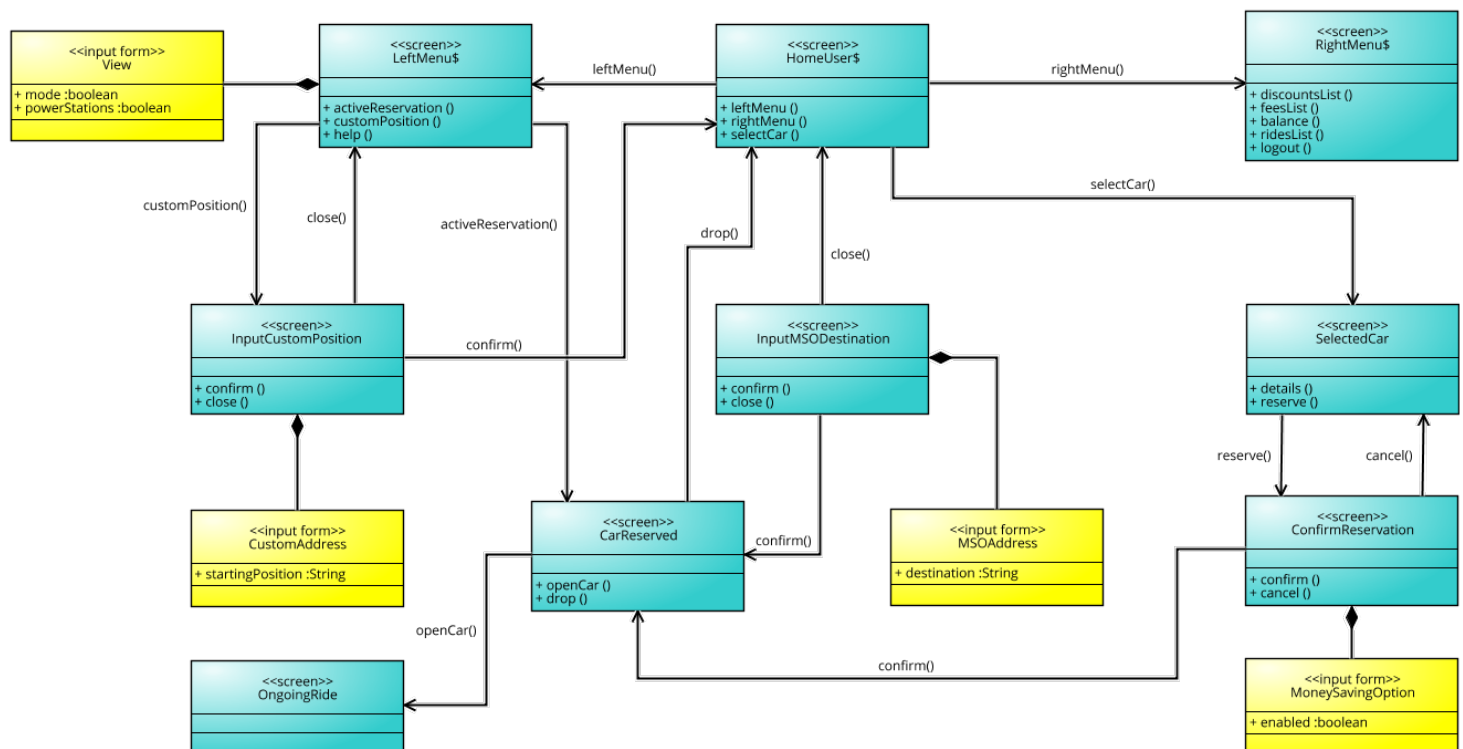 <<input form>>
View
+ mode :boolean
+ powerStations :boolean
<<screen>>
LeftMenu$
+ activeReservation ()
+ customPosition ()
+ help ()
leftMenu()
<<screen>>
HomeUser$
+ leftMenu ()
+ rightMenu ()
+ selectCar ()
rightMenu()
<<screen>>
RightMenu$
+ discountsList ()
+ feesList ()
+ balance ()
+ ridesList ()
+ logout ()
customPosition()
close()
activeReservation()
drop()
close()
selectCar()
<<screen>>
InputCustomPosition
+ confirm ()
+ close ()
confirm()
<<screen>>
InputMSODestination
+ confirm ()
+ close ()
<<screen>>
SelectedCar
+ details ()
+ reserve ()
reserve()
cancel()
<<input form>>
CustomAddress
+ startingPosition :String
<<screen>>
CarReserved
+ openCar ()
+ drop ()
confirm()
<<input form>>
MSOAddress
+ destination :String
<<screen>>
ConfirmReservation
+ confirm ()
+ cancel ()
openCar()
confirm()
<<screen>>
OngoingRide
<<input form>>
MoneySavingOption
+ enabled :boolean